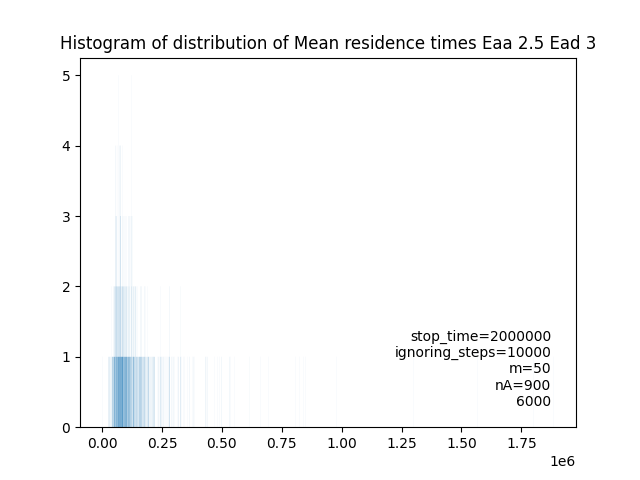 Histogram of distribution of Mean residence times Eaa 2.5 Ead 3
5
4
3
2
1
0
stop_time=2000000
ignoring_steps=10000
m=50
nA=900
6000
0.00 0.25 0.50 0.75 1.00 1.25 1.50 1.75
1e6